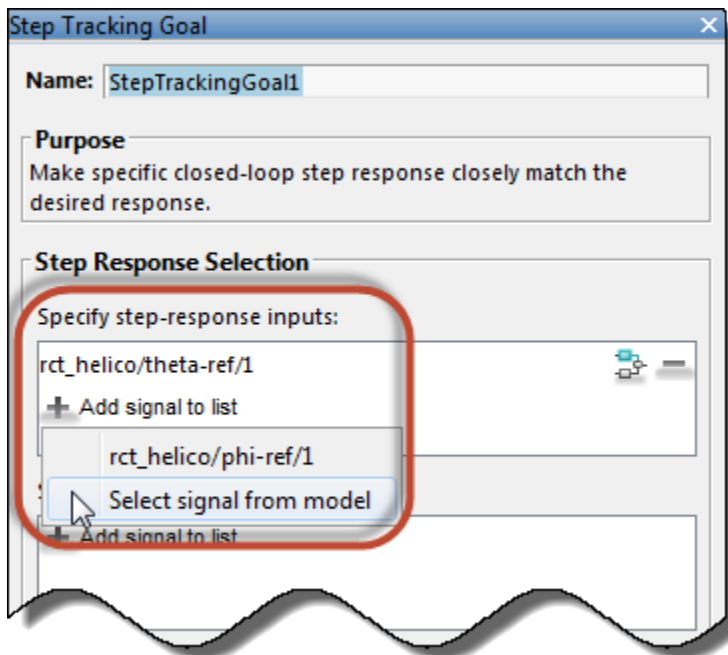 Step Tracking Goal
Name: StepTrackingGoal1
Purpose
Make specific closed-loop step response closely match the
desired response.
Step Response Selection
Specify step-response inputs:
rct_helico/theta-ref/1
Add signal to list
rct_helico/phi-ref/1
Select signal from model
Add signal to list